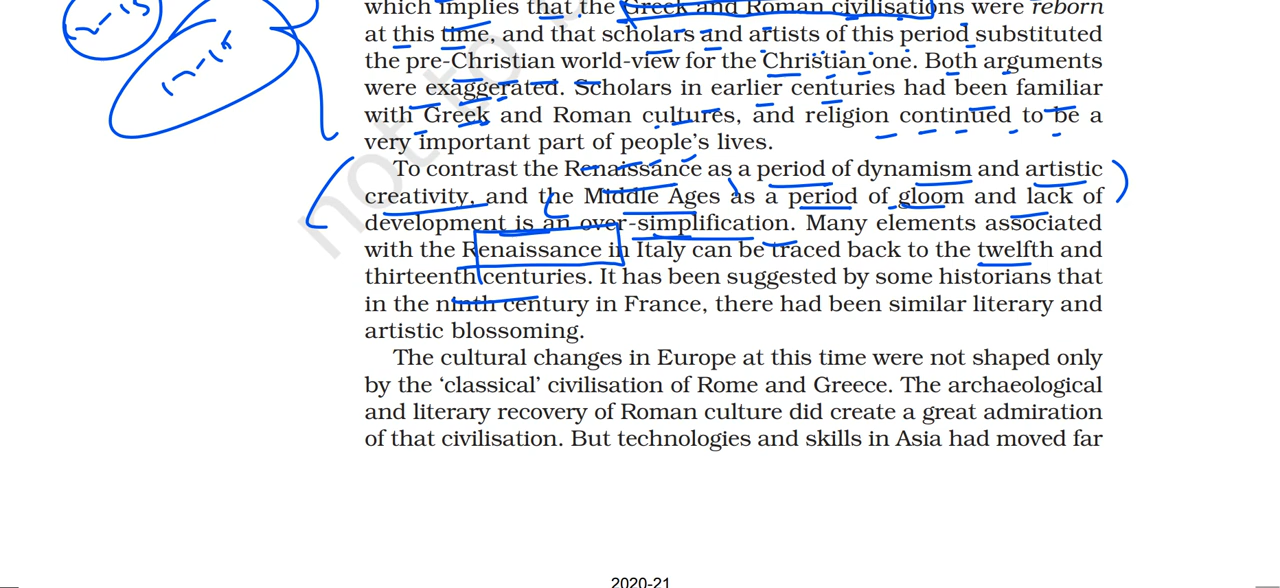 which implies that the Greek and Roman civilisations were reborn
at this time, and that scholars and artists of this period substituted
the pre-Christian world-view for the Christian one. Both arguments
were exaggerated. Scholars in earlier centuries had been familiar
with Greek and Roman cultures, and religion continued to be a
very important part of people's lives.
To contrast the Renaissance as a period of dynamism and artistic
creativity, and the Middle Ages as a period of gloom and lack of
development is an over-simplification. Many elements associated
with the Renaissance in Italy can be traced back to the twelfth and
thirteenth centuries. It has been suggested by some historians that
in the ninth century in France, there had been similar literary and
artistic blossoming.
The cultural changes in Europe at this time were not shaped only
by the ‘classical’ civilisation of Rome and Greece. The archaeological
and literary recovery of Roman culture did create a great admiration
of that civilisation. But technologies and skills in Asia had moved far
2020-21
not to